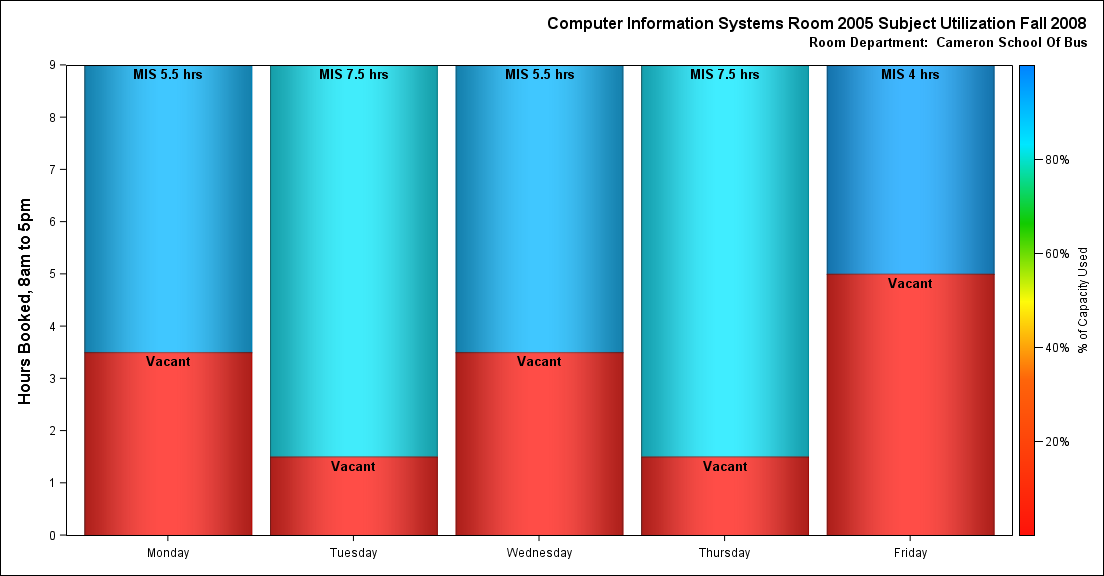 Computer Information Systems Room 2005 Subject Utilization Fall 2008
Room Department:  Cameron School Of Bus
Hours Booked, 8am to 5pm
9
8
7
6
5
4
3
2
1
0
MIS 5.5 hrs
MIS 7.5 hrs
MIS 5.5 hrs
MIS 7.5 hrs
MIS 4 hrs
Vacant
Vacant
Vacant
Vacant
Vacant
Monday
Tuesday
Wednesday
Thursday
Friday
80%
60%
40%
20%
% of Capacity Used